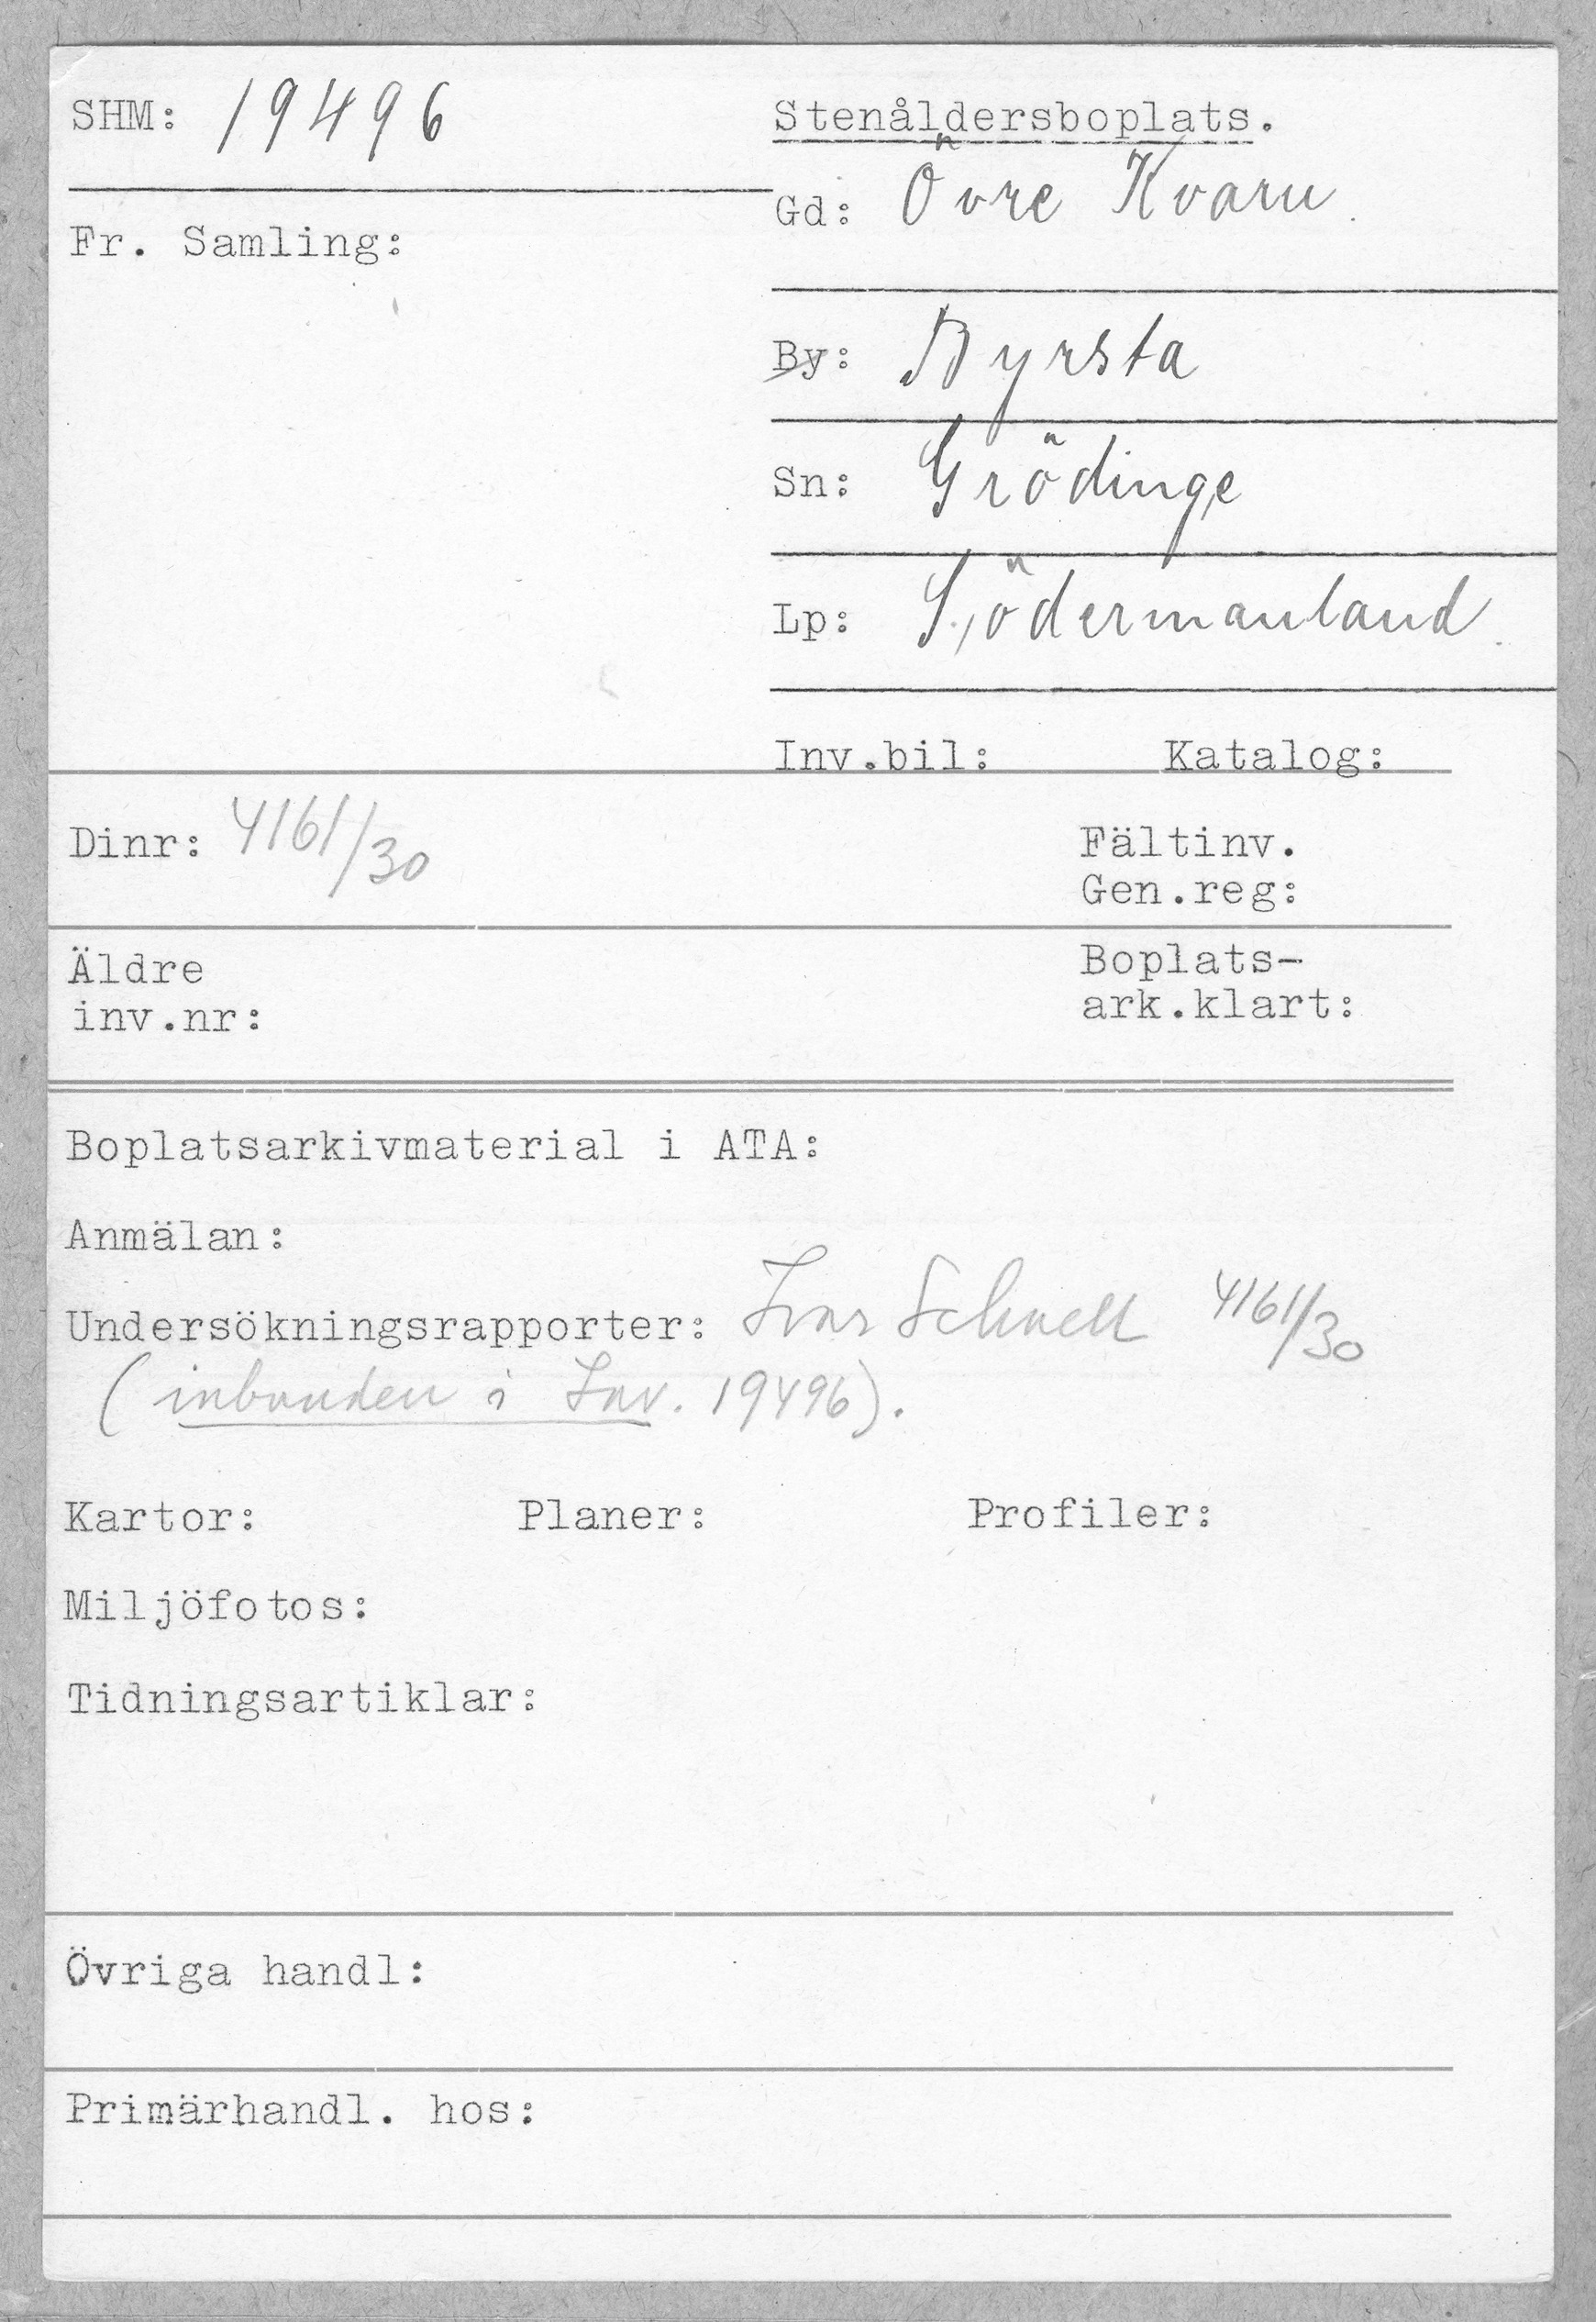 SHM: 19496
Stenåldersboplats.
Gd: Övre Kvarn.
Fr. Samling:
By: Byrsta
Sn: Grödinge
Lp: Södermanland.
Inv.bil: Katalog:
Dinr: 4161/30
Fältinv.
Gen.reg:
Äldre
inv.nr:
Boplats-
ark.klart:
Boplatsarkivmaterial i ATA:
Anmälan:
Undersökningsrapporter: Ivar Schnell 4161/30
(inbunden i Inv. 19496).
Kartor: Planer: Profiler:
Miljöfotos:
Tidningsartiklar:
Övriga handl:
Primärhandl. hos: